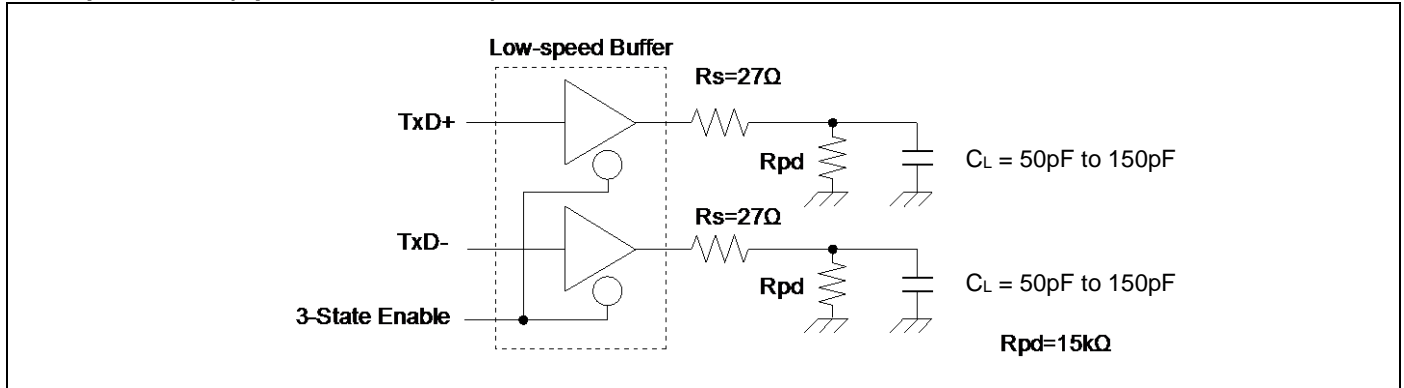 Low-speed Buffer
Rs=27Ω
TxD+
Rpd
CL = 50pF to 150pF
Rs=27Ω
TxD-
Rpd
CL = 50pF to 150pF
3-State Enable
Rpd=15kΩ